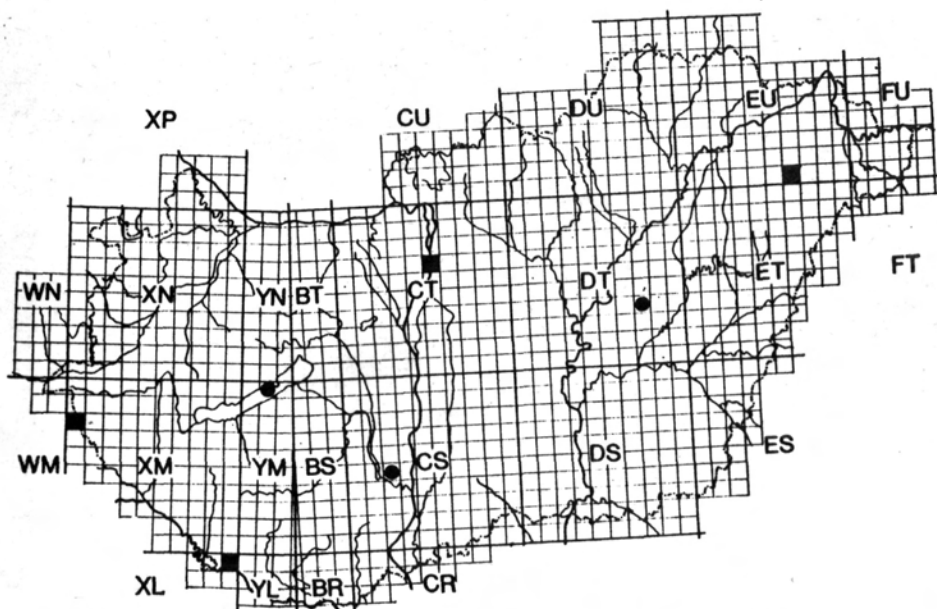 XP CU DU EU FU
WN XN YN BT CT DT ET FT
WM XM YM BS CS DS ES
XL YL BR CR